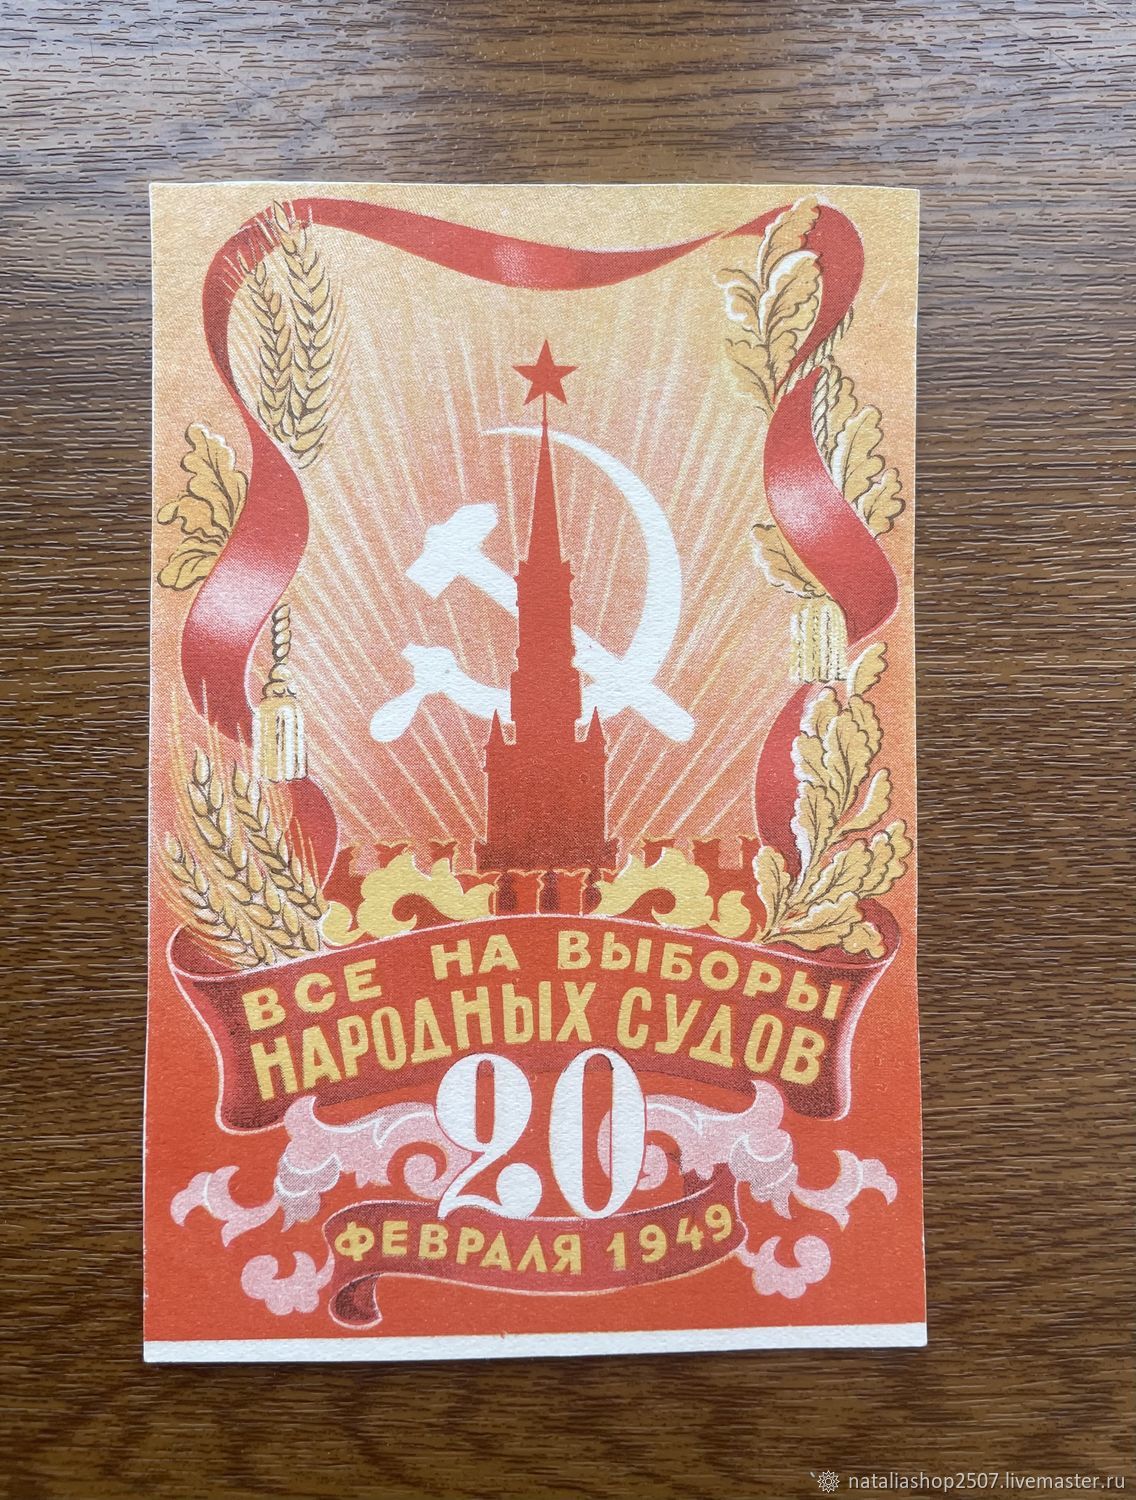 ВСЕ НА ВЫБОРЫ
НАРОДНЫХ СУДОВ
20
ФЕВРАЛЯ 1949
nataliashop2507.livemaster.ru